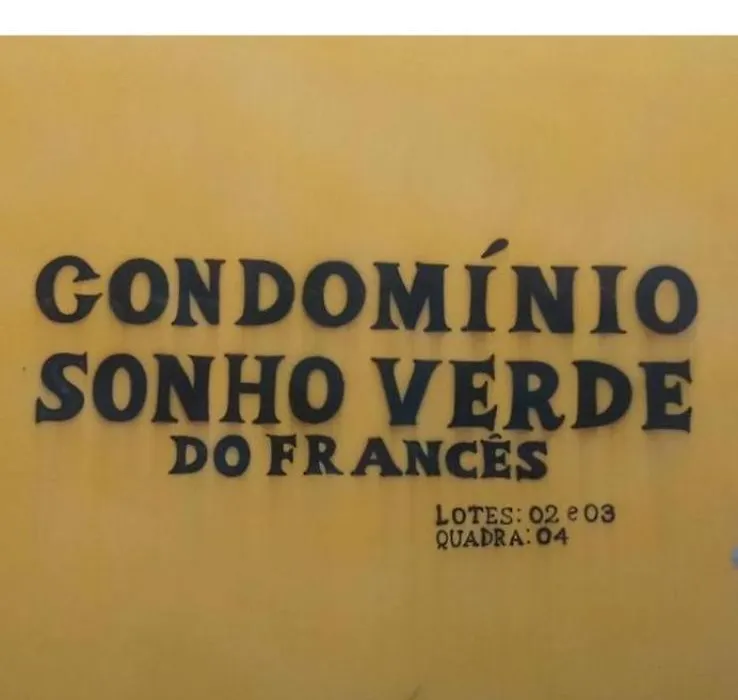 CONDOMÍNIO
SONHO VERDE
DO FRANCÊS
LOTES: 02 e 03
QUADRA: 04